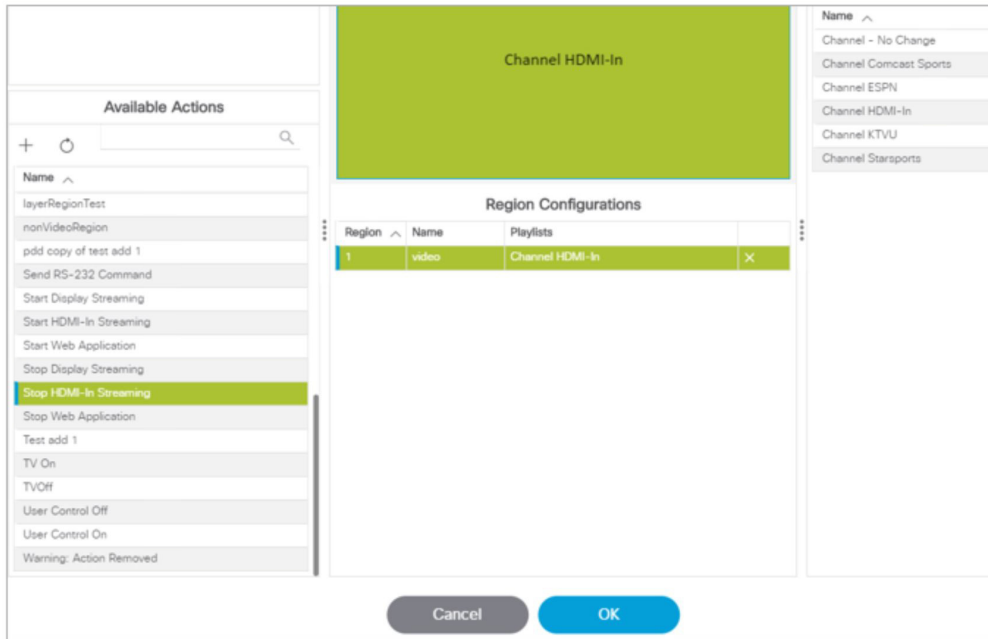 Channel HDMI-In
Available Actions
Name
layerRegionTest
nonVideoRegion
pdd copy of test add 1
Send RS-232 Command
Start Display Streaming
Start HDMI-In Streaming
Start Web Application
Stop Display Streaming
Stop HDMI-In Streaming
Stop Web Application
Test add 1
TV On
TVOff
User Control Off
User Control On
Warning: Action Removed
Region Configurations
Region Name Playlists
1 video Channel HDMI-In
Name
Channel - No Change
Channel Comcast Sports
Channel ESPN
Channel HDMI-In
Channel KTVU
Channel Starsports
Cancel OK